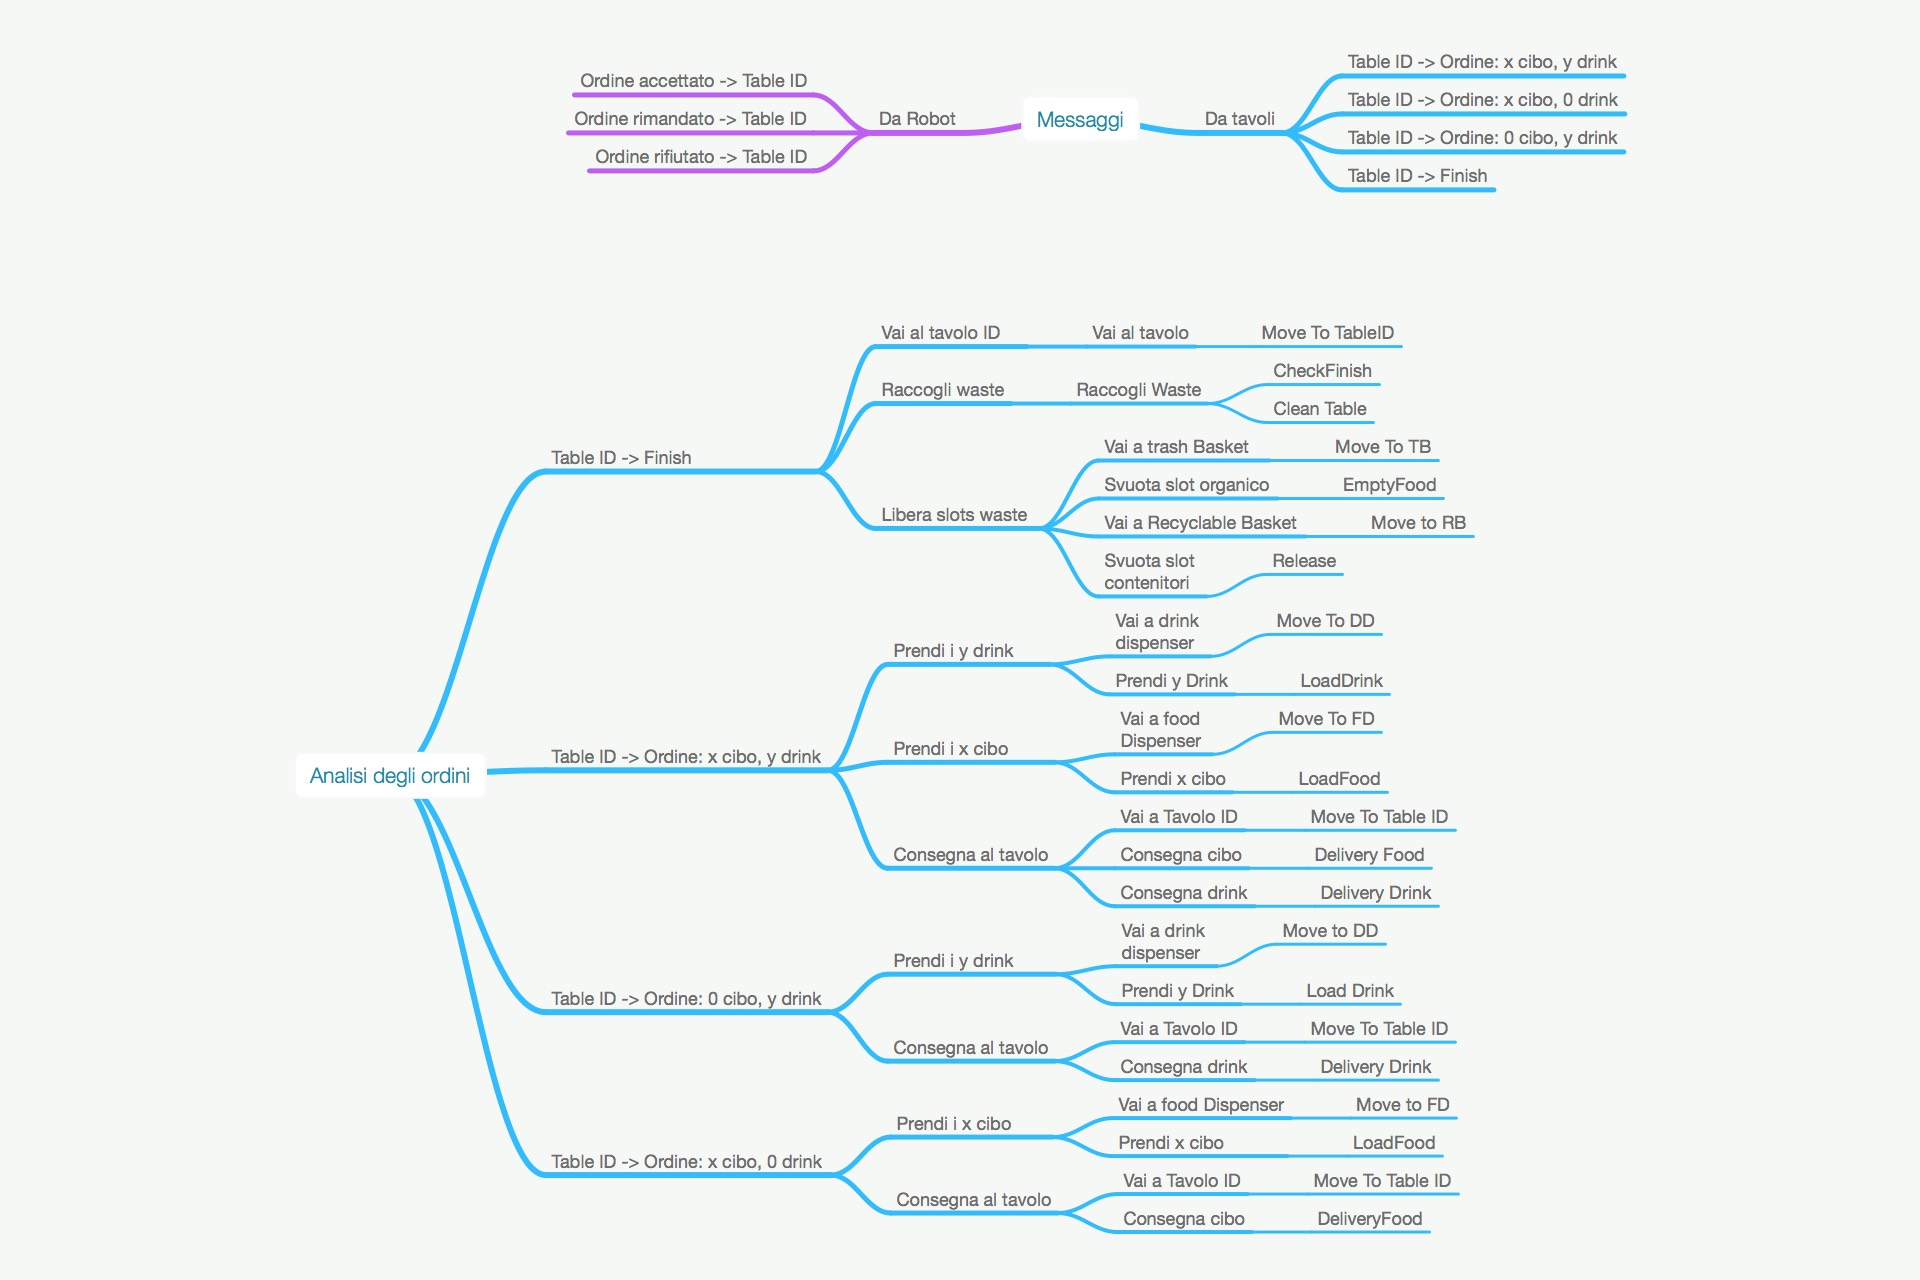 Ordine accettato -> Table ID
Ordine rimandato -> Table ID
Ordine rifiutato -> Table ID
Da Robot
Messaggi
Da tavoli
Table ID -> Ordine: x cibo, y drink
Table ID -> Ordine: x cibo, 0 drink
Table ID -> Ordine: 0 cibo, y drink
Table ID -> Finish
Analisi degli ordini
Table ID -> Finish
Vai al tavolo ID
Vai al tavolo
Move To TableID
Raccogli waste
Raccogli Waste
CheckFinish
Clean Table
Libera slots waste
Vai a trash Basket
Move To TB
Svuota slot organico
EmptyFood
Vai a Recyclable Basket
Move to RB
Svuota slot
contenitori
Release
Table ID -> Ordine: x cibo, y drink
Prendi i y drink
Vai a drink
dispenser
Move To DD
Prendi y Drink
LoadDrink
Prendi i x cibo
Vai a food
Dispenser
Move To FD
Prendi x cibo
LoadFood
Consegna al tavolo
Vai a Tavolo ID
Move To Table ID
Consegna cibo
Delivery Food
Consegna drink
Delivery Drink
Table ID -> Ordine: 0 cibo, y drink
Prendi i y drink
Vai a drink
dispenser
Move to DD
Prendi y Drink
Load Drink
Consegna al tavolo
Vai a Tavolo ID
Move To Table ID
Consegna drink
Delivery Drink
Table ID -> Ordine: x cibo, 0 drink
Prendi i x cibo
Vai a food Dispenser
Move to FD
Prendi x cibo
LoadFood
Consegna al tavolo
Vai a Tavolo ID
Move To Table ID
Consegna cibo
DeliveryFood